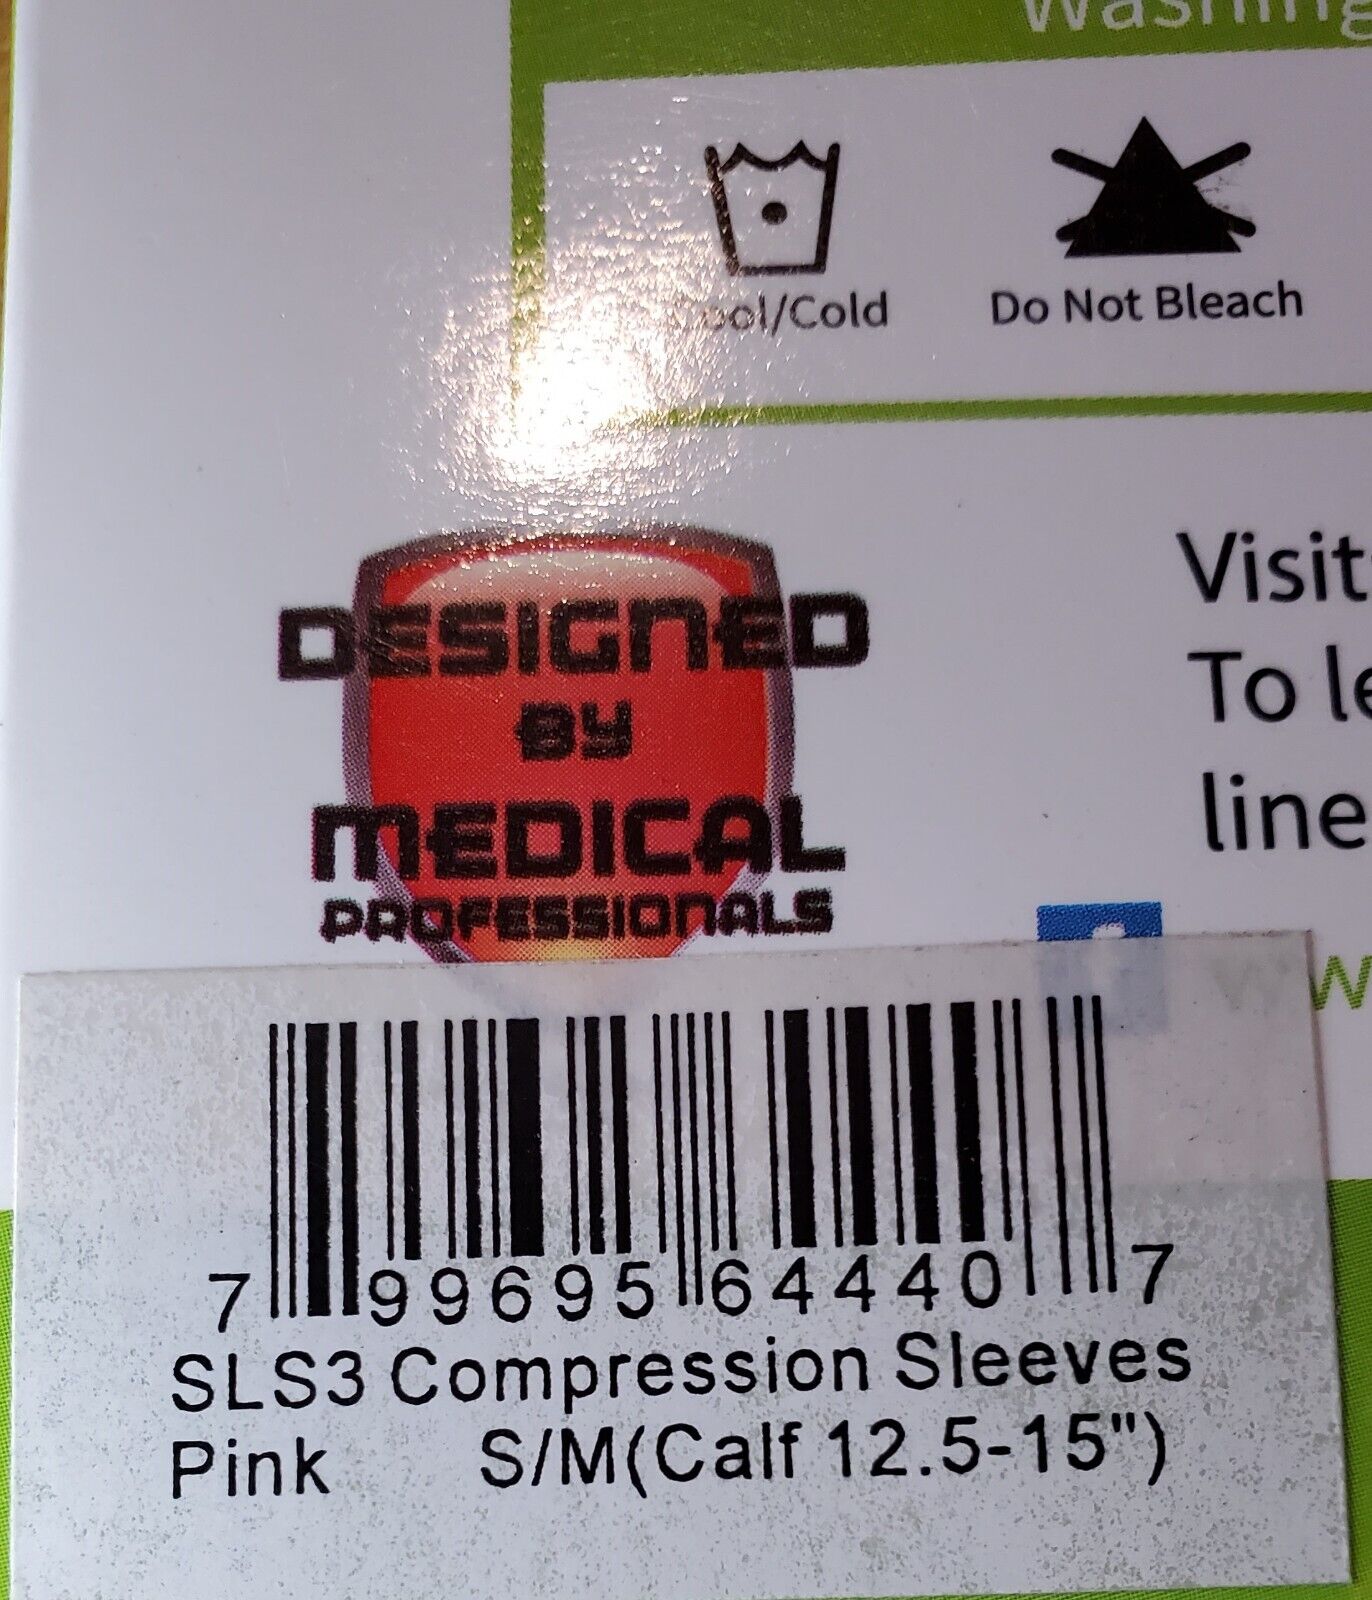 Washing
Cool/Cold
Do Not Bleach
DESIGNED
BY
MEDICAL
PROFESSIONALS
Visit
To le
line
7 99695 64440 7
SLS3 Compression Sleeves
Pink S/M(Calf 12.5-15")